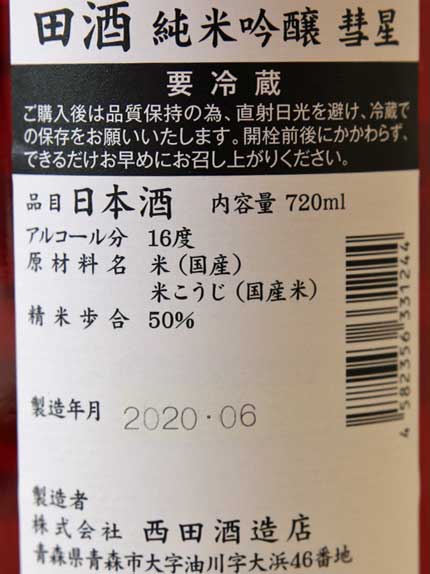 田酒 純米吟醸 彗星
要冷蔵
ご購入後は品質保持の為、直射日光を避け、冷蔵で
の保存をお願いいたします。開栓前後にかかわらず、
できるだけお早めにお召し上がりください。
品目 日本酒 内容量 720ml
アルコール分 16度
原材料名 米（国産）
米こうじ（国産米）
精米歩合 50%
4 582356 331244
製造年月 2020・06
製造者
株式会社 西田酒造店
青森県青森市大字油川字大浜46番地